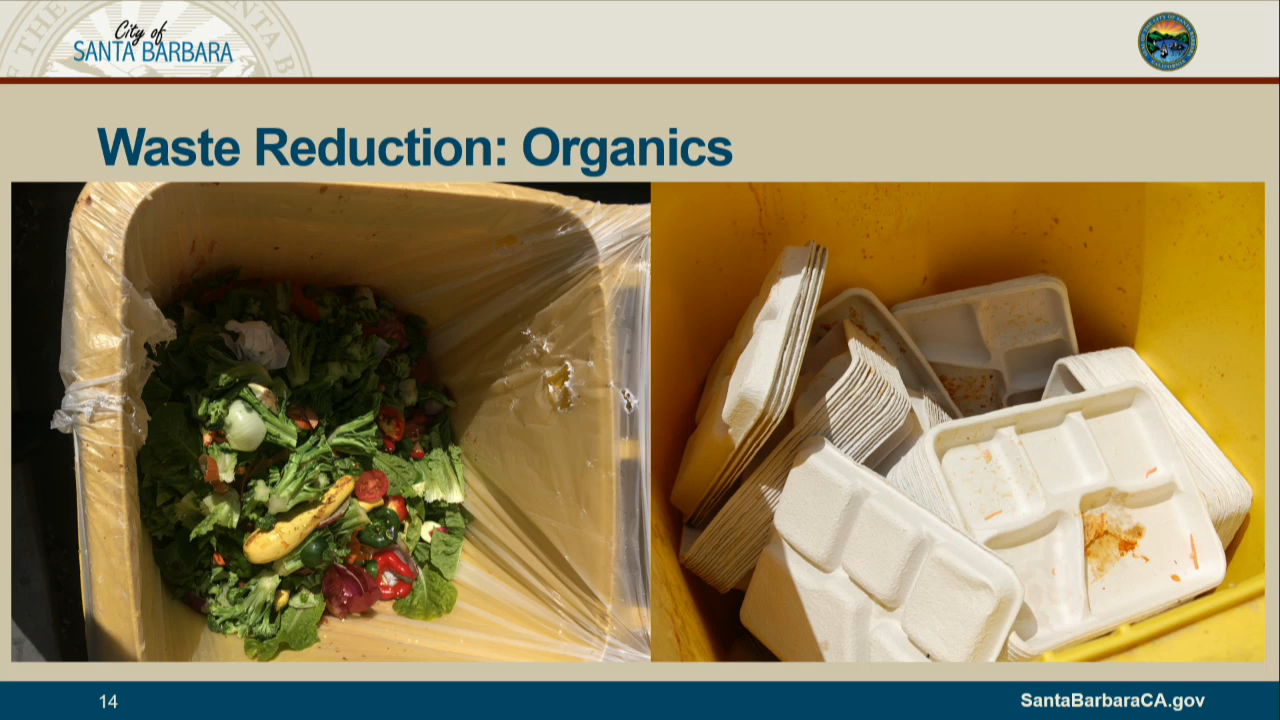 City of
SANTA BARBARA
Waste Reduction: Organics
14
SantaBarbaraCA.gov